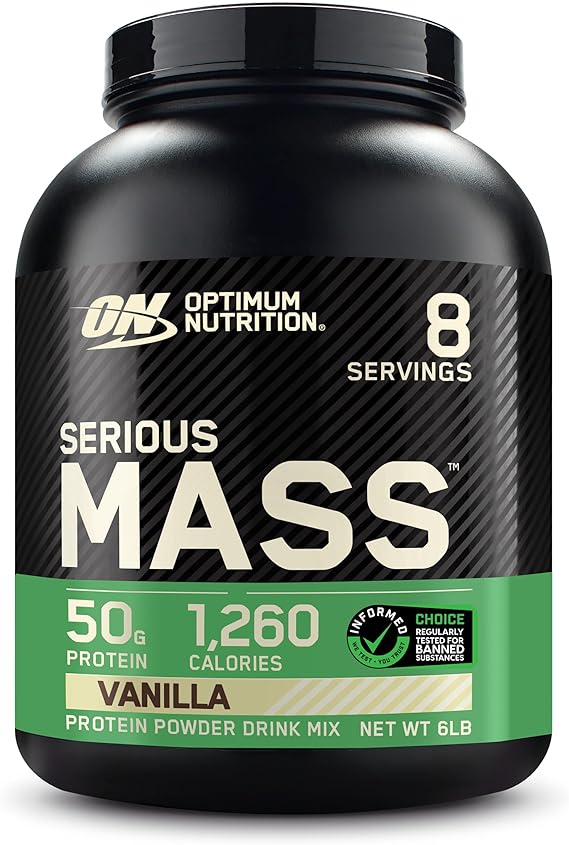 ON OPTIMUM
NUTRITION®
8
SERVINGS
SERIOUS
MASS™
50G
PROTEIN
1,260
CALORIES
INFORMED
WE TEST • YOU TRUST
CHOICE
REGULARLY
TESTED FOR
BANNED
SUBSTANCES
VANILLA
PROTEIN POWDER DRINK MIX NET WT 6LB